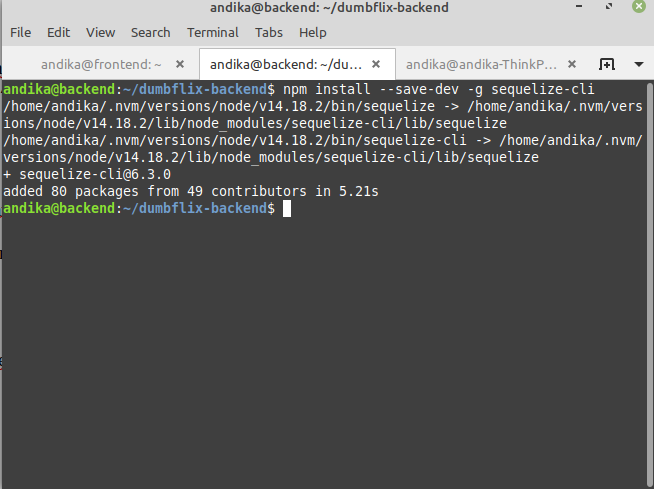 andika@backend: ~/dumbflix-backend
File Edit View Search Terminal Tabs Help
andika@frontend: ~ × andika@backend: ~/du... × andika@andika-ThinkP... ×
andika@backend:~/dumbflix-backend$ npm install --save-dev -g sequelize-cli
/home/andika/.nvm/versions/node/v14.18.2/bin/sequelize -> /home/andika/.nvm/vers
ions/node/v14.18.2/lib/node_modules/sequelize-cli/lib/sequelize
/home/andika/.nvm/versions/node/v14.18.2/bin/sequelize-cli -> /home/andika/.nvm/
versions/node/v14.18.2/lib/node_modules/sequelize-cli/lib/sequelize
+ sequelize-cli@6.3.0
added 80 packages from 49 contributors in 5.21s
andika@backend:~/dumbflix-backend$